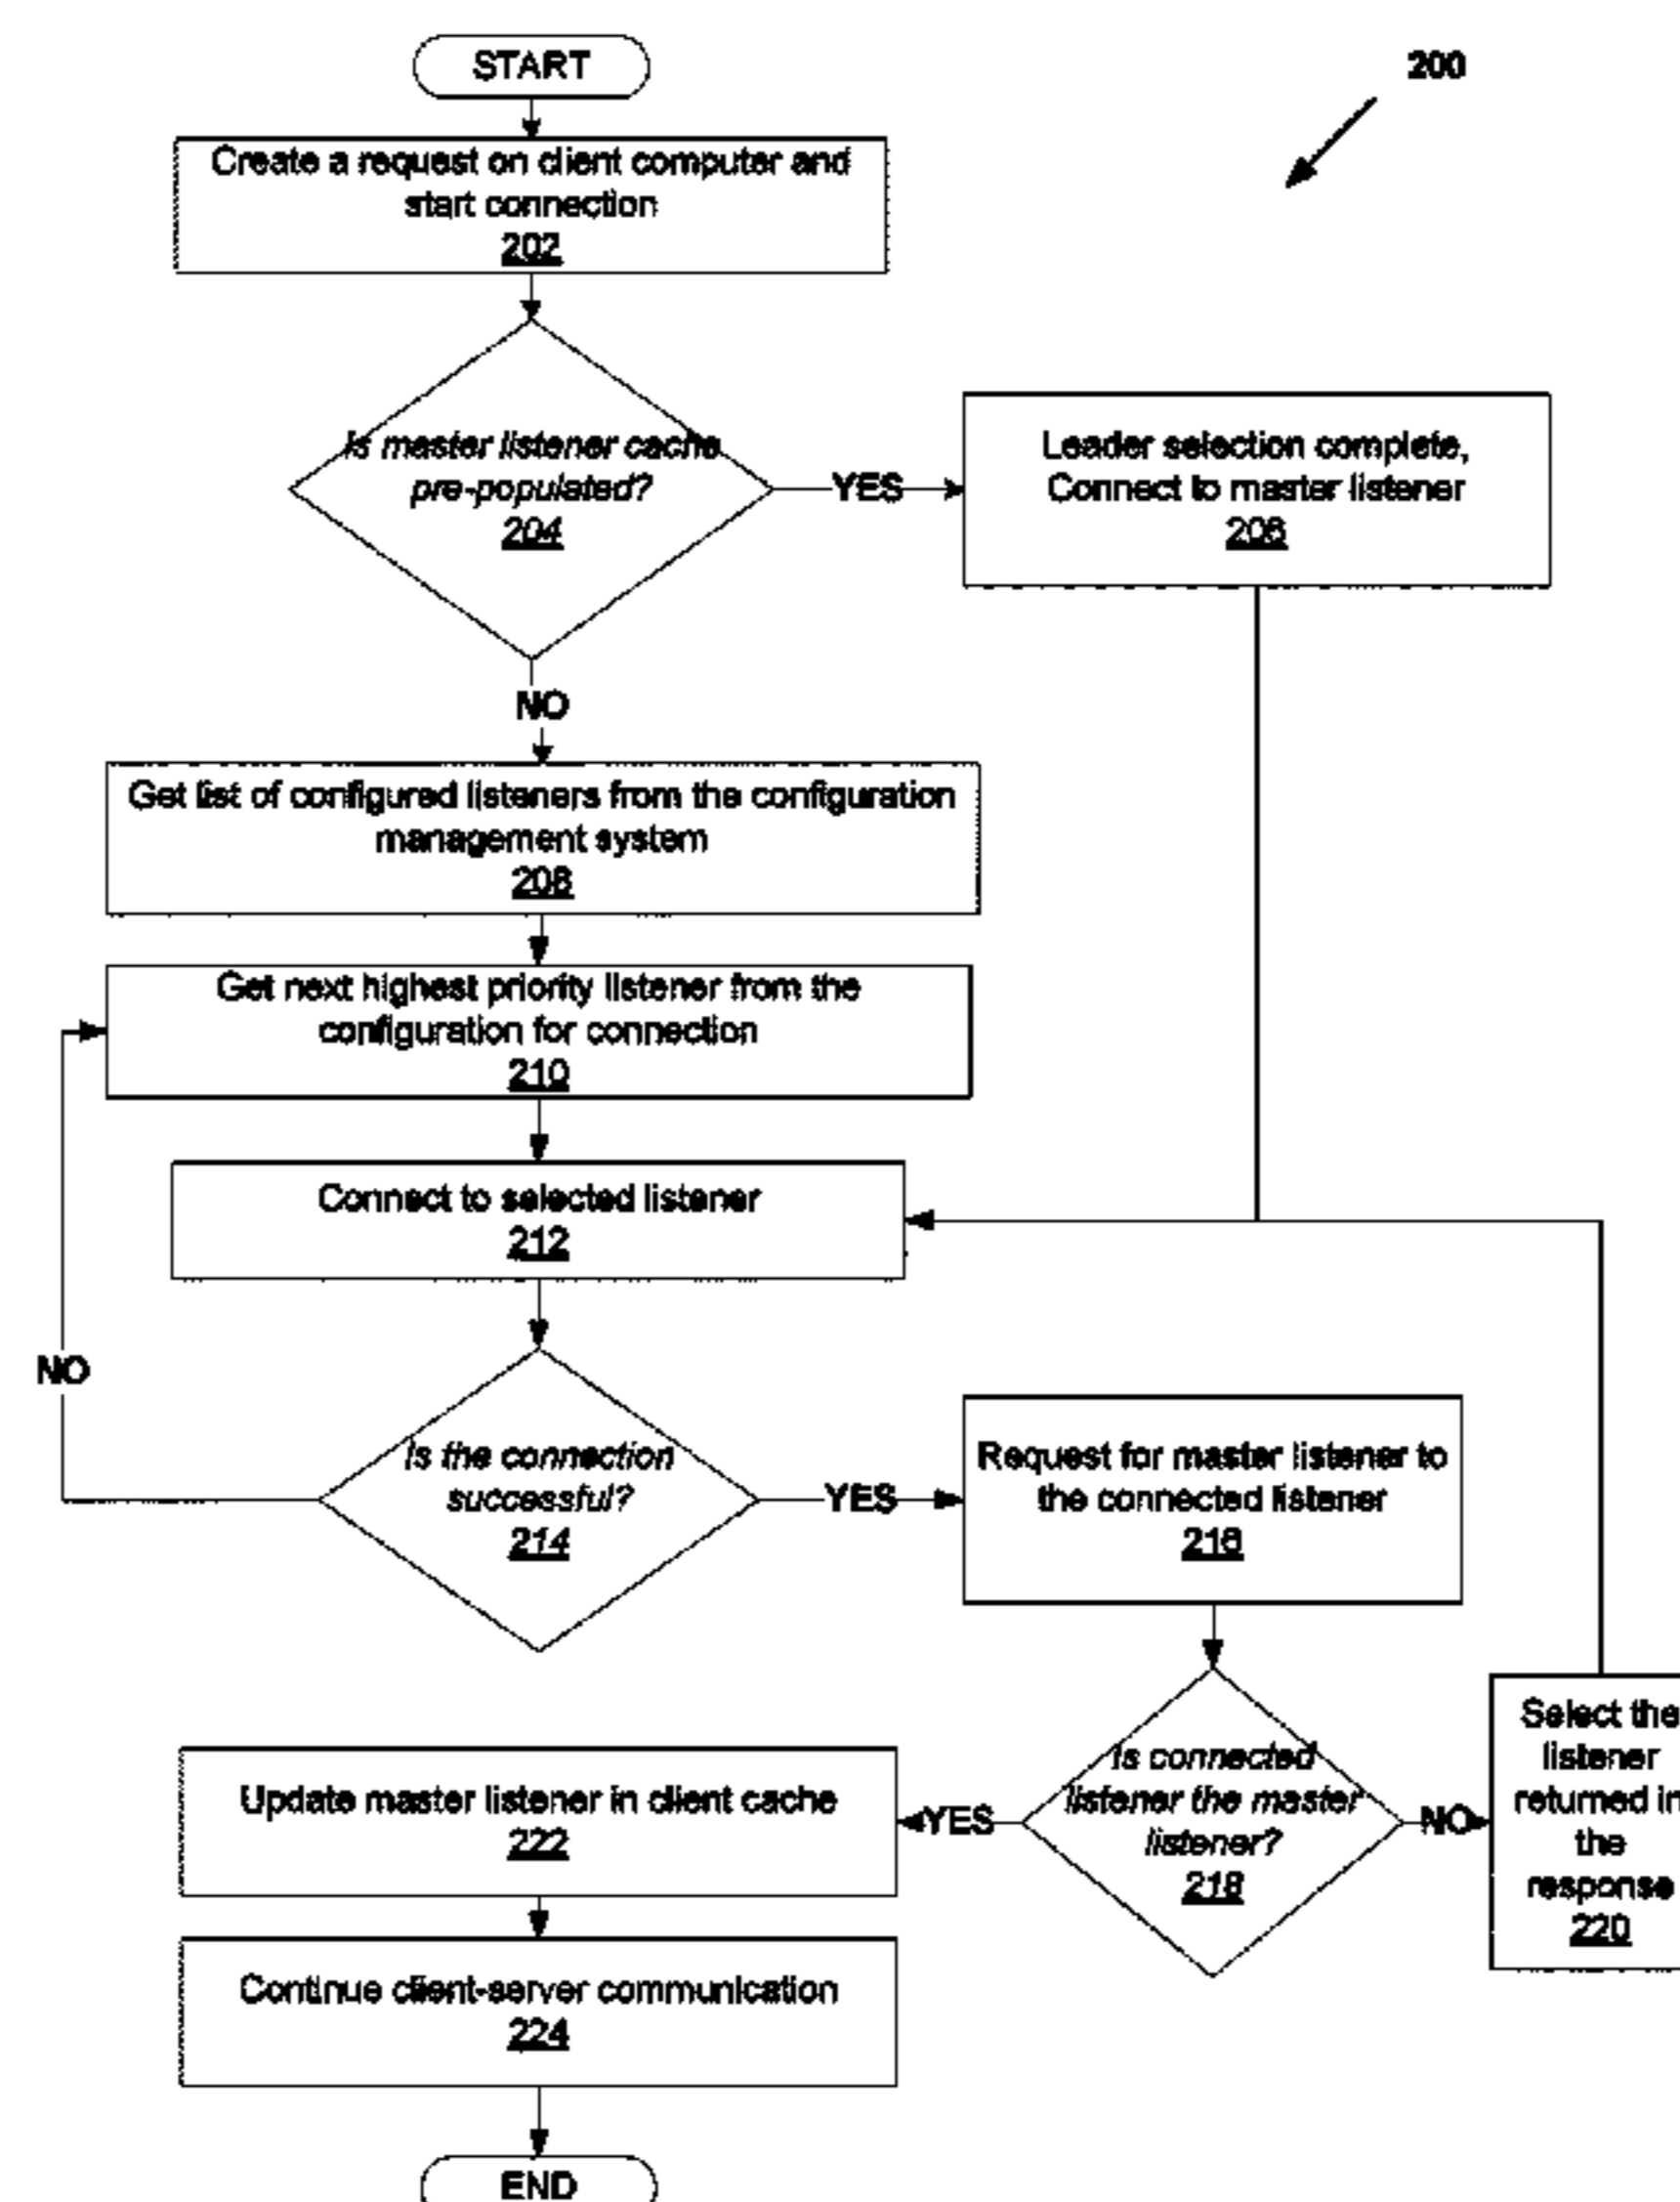 START
200
Create a request on client computer and
start connection
202
Is master listener cache
pre-populated?
204
YES
Leader selection complete,
Connect to master listener
206
NO
Get list of configured listeners from the configuration
management system
208
Get next highest priority listener from the
configuration for connection
210
Connect to selected listener
212
NO
Is the connection
successful?
214
YES
Request for master listener to
the connected listener
216
Is connected
listener the master
listener?
218
NO
Select the
listener
returned in
the
response
220
YES
Update master listener in client cache
222
Continue client-server communication
224
END